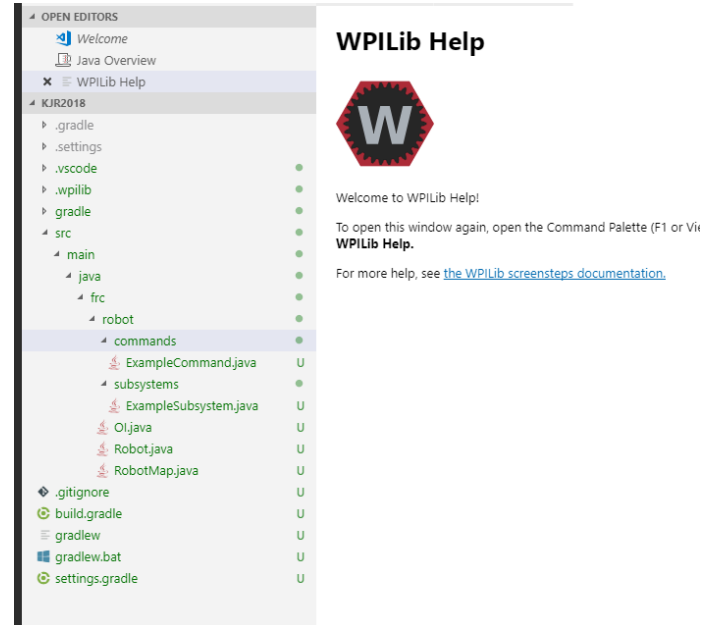 OPEN EDITORS
Welcome
Java Overview
WPILib Help
KJR2018
.gradle
.settings
.vscode
.wpilib
gradle
src
main
java
frc
robot
commands
ExampleCommand.java U
subsystems
ExampleSubsystem.java U
OI.java U
Robot.java U
RobotMap.java U
.gitignore U
build.gradle U
gradlew U
gradlew.bat U
settings.gradle U
WPILib Help
W
Welcome to WPILib Help!
To open this window again, open the Command Palette (F1 or Vi
WPILib Help.
For more help, see the WPILib screensteps documentation.